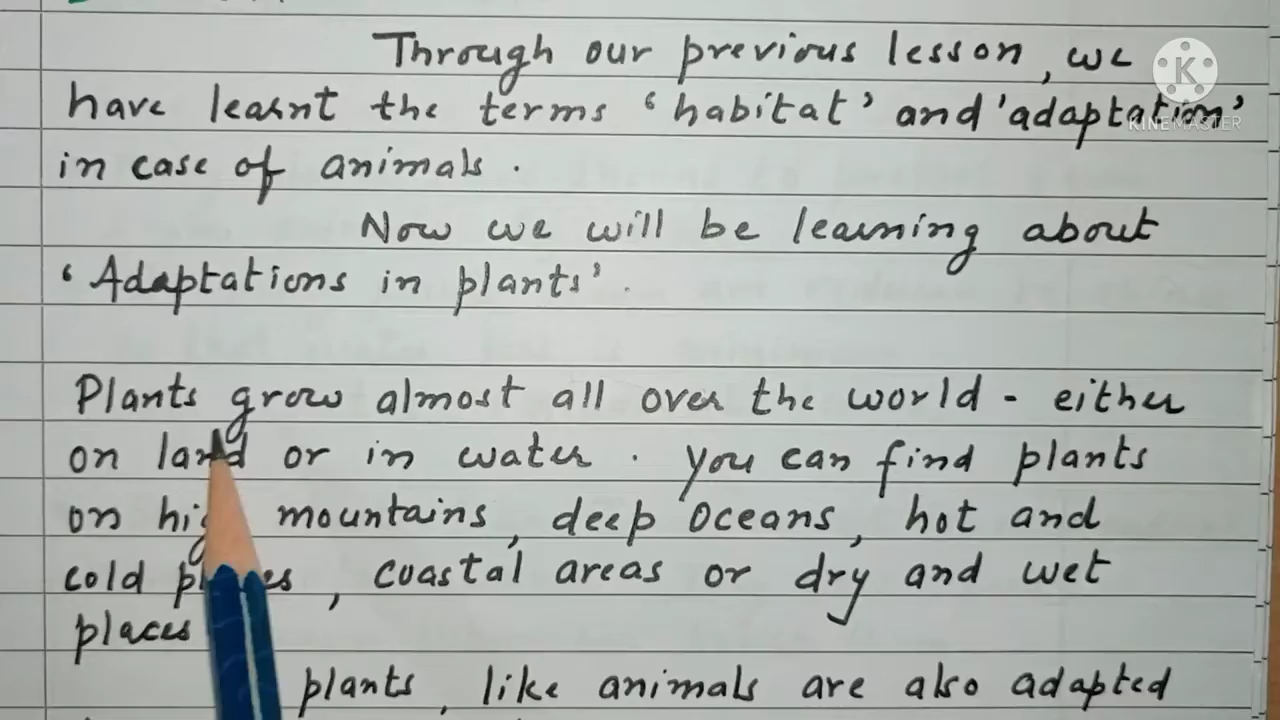 Through our previous lesson, we
have learnt the terms 'habitat' and 'adaptation'
in case of animals.
Now we will be learning about
'Adaptations in plants'.
Plants grow almost all over the world - either
on land or in water. You can find plants
on high mountains, deep oceans, hot and
cold places, coastal areas or dry and wet
places
plants, like animals are also adapted
K
KINEMASTER